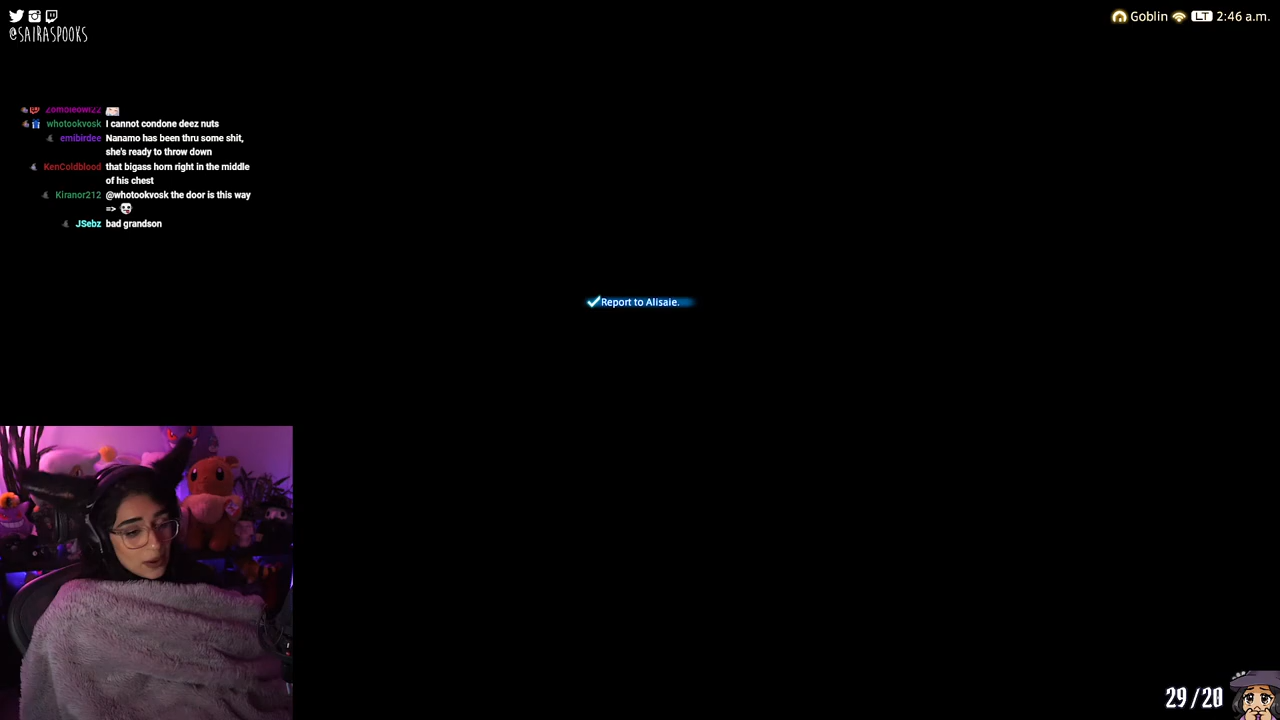 @SAIRASPOOKS
Goblin LT 2:46 a.m.
Zombieowl22
whotookvosk I cannot condone deez nuts
emibirdee Nanamo has been thru some shit,
she's ready to throw down
KenColdblood that bigass horn right in the middle
of his chest
Kiranor212 @whotookvosk the door is this way
=>
JSebz bad grandson
Report to Alisaie.
29/20